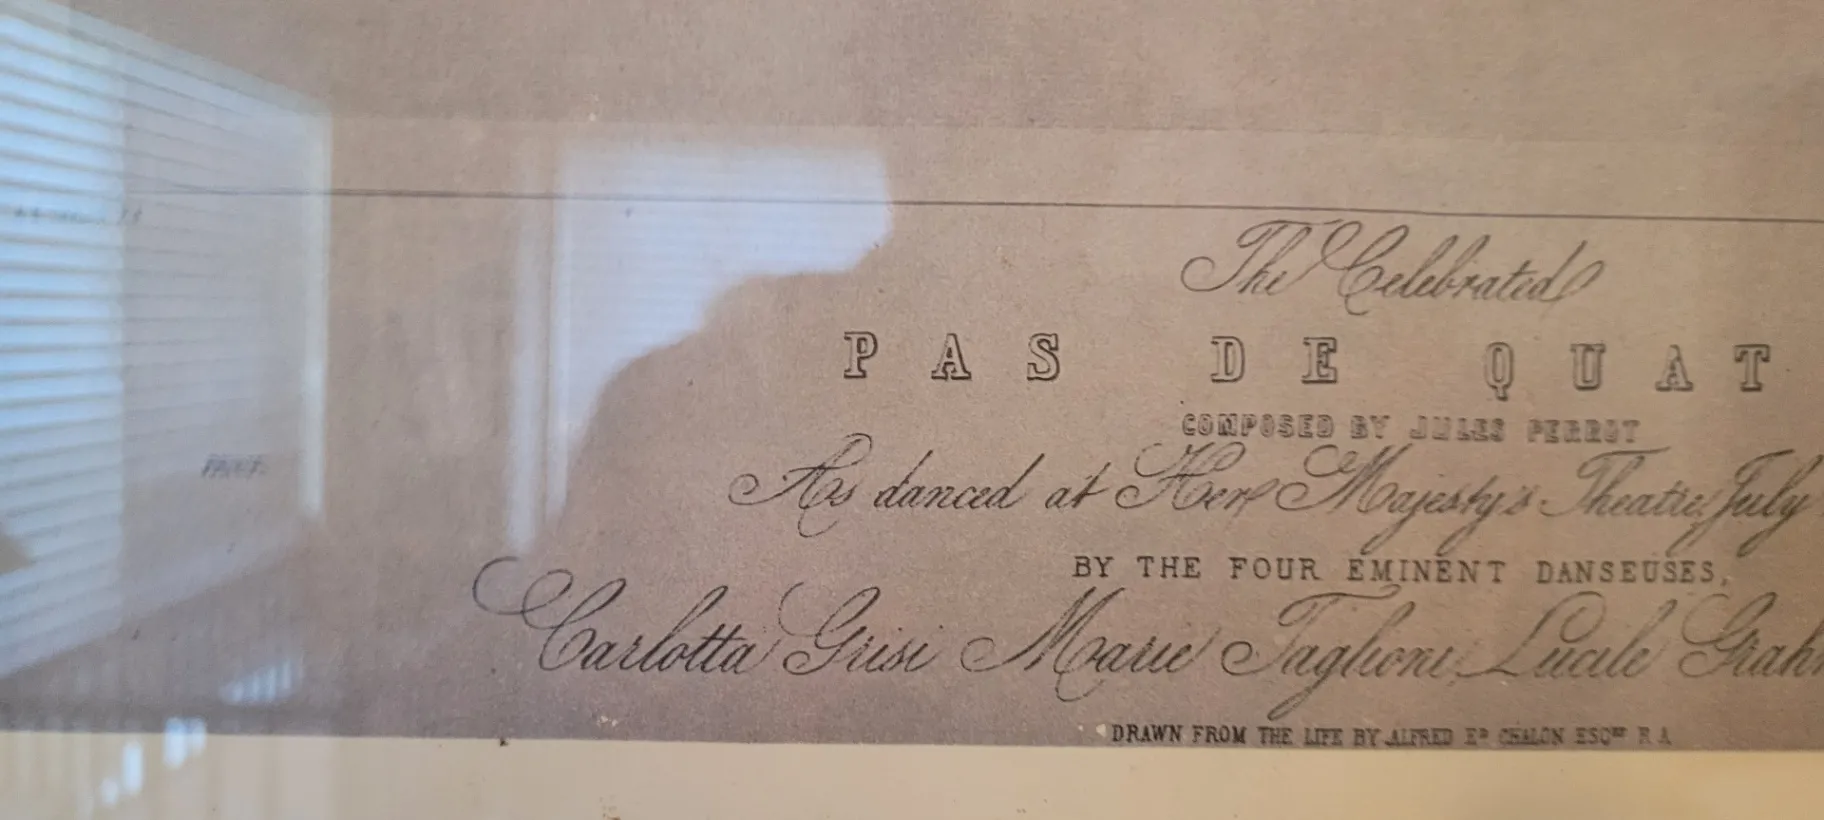 The Celebrated
PAS DE QUAT
COMPOSED BY JULES PERROT
As danced at Her Majesty's Theatre, July
BY THE FOUR EMINENT DANSEUSES,
Carlotta Grisi Marie Taglioni, Lucile Grahn
DRAWN FROM THE LIFE BY ALFRED ED CHALON ESQRE R A